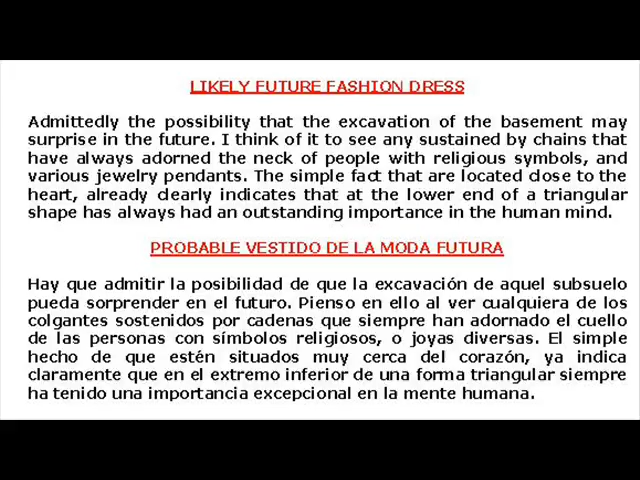 LIKELY FUTURE FASHION DRESS
Admittedly the possibility that the excavation of the basement may
surprise in the future. I think of it to see any sustained by chains that
have always adorned the neck of people with religious symbols, and
various jewelry pendants. The simple fact that are located close to the
heart, already clearly indicates that at the lower end of a triangular
shape has always had an outstanding importance in the human mind.
PROBABLE VESTIDO DE LA MODA FUTURA
Hay que admitir la posibilidad de que la excavación de aquel subsuelo
pueda sorprender en el futuro. Pienso en ello al ver cualquiera de los
colgantes sostenidos por cadenas que siempre han adornado el cuello
de las personas con símbolos religiosos, o joyas diversas. El simple
hecho de que estén situados muy cerca del corazón, ya indica
claramente que en el extremo inferior de una forma triangular siempre
ha tenido una importancia excepcional en la mente humana.